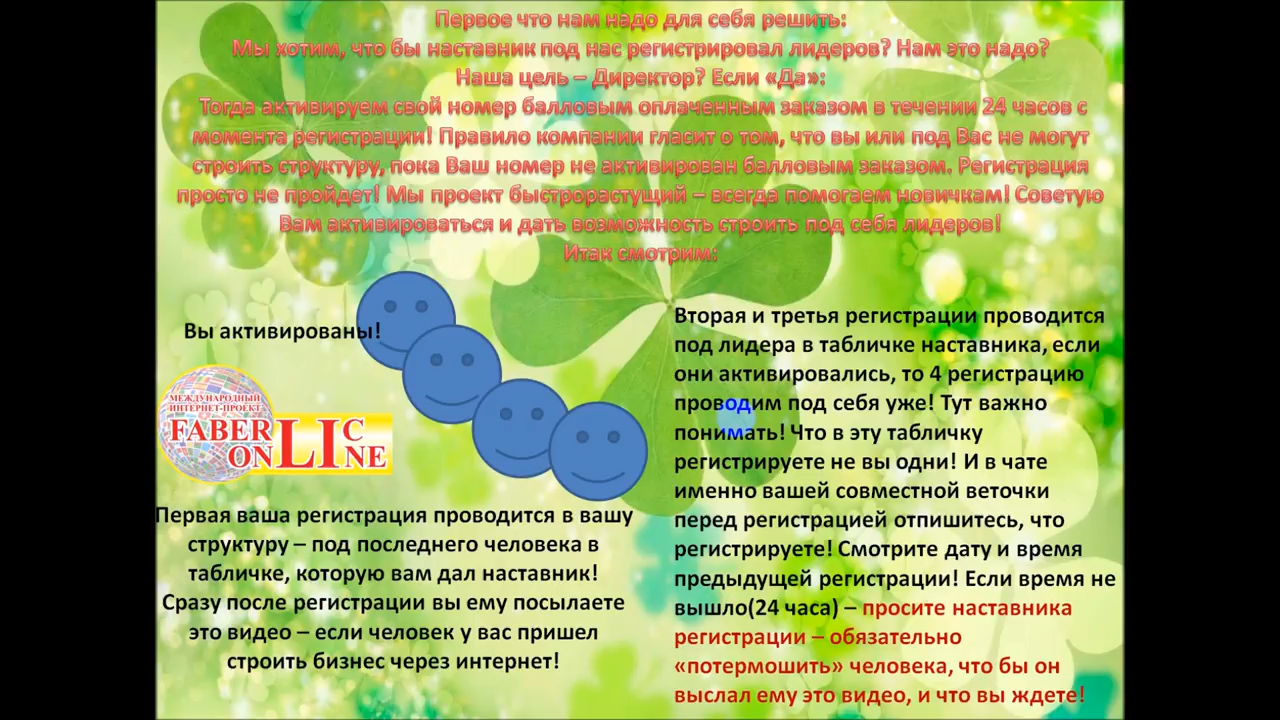 Первое что нам надо для себя решить:
Мы хотим, что бы наставник под нас регистрировал лидеров? Нам это надо?
Наша цель – Директор? Если «Да»:
Тогда активируем свой номер балловым оплаченным заказом в течении 24 часов с
момента регистрации! Правило компании гласит о том, что вы или под Вас не могут
строить структуру, пока Ваш номер не активирован балловым заказом. Регистрация
просто не пройдет! Мы проект быстрорастущий – всегда помогаем новичкам! Советую
Вам активироваться и дать возможность строить под себя лидеров!
Итак смотрим:
Вы активированы!
МЕЖДУНАРОДНЫЙ
ИНТЕРНЕТ-ПРОЕКТ
FABERLIC
ONLINE
Первая ваша регистрация проводится в вашу
структуру – под последнего человека в
табличке, которую вам дал наставник!
Сразу после регистрации вы ему посылаете
это видео – если человек у вас пришел
строить бизнес через интернет!
Вторая и третья регистрации проводится
под лидера в табличке наставника, если
они активировались, то 4 регистрацию
проводим под себя уже! Тут важно
понимать! Что в эту табличку
регистрируете не вы одни! И в чате
именно вашей совместной веточки
перед регистрацией отпишитесь, что
регистрируете! Смотрите дату и время
предыдущей регистрации! Если время не
вышло(24 часа) – просите наставника
регистрации – обязательно
«потермошить» человека, что бы он
выслал ему это видео, и что вы ждете!